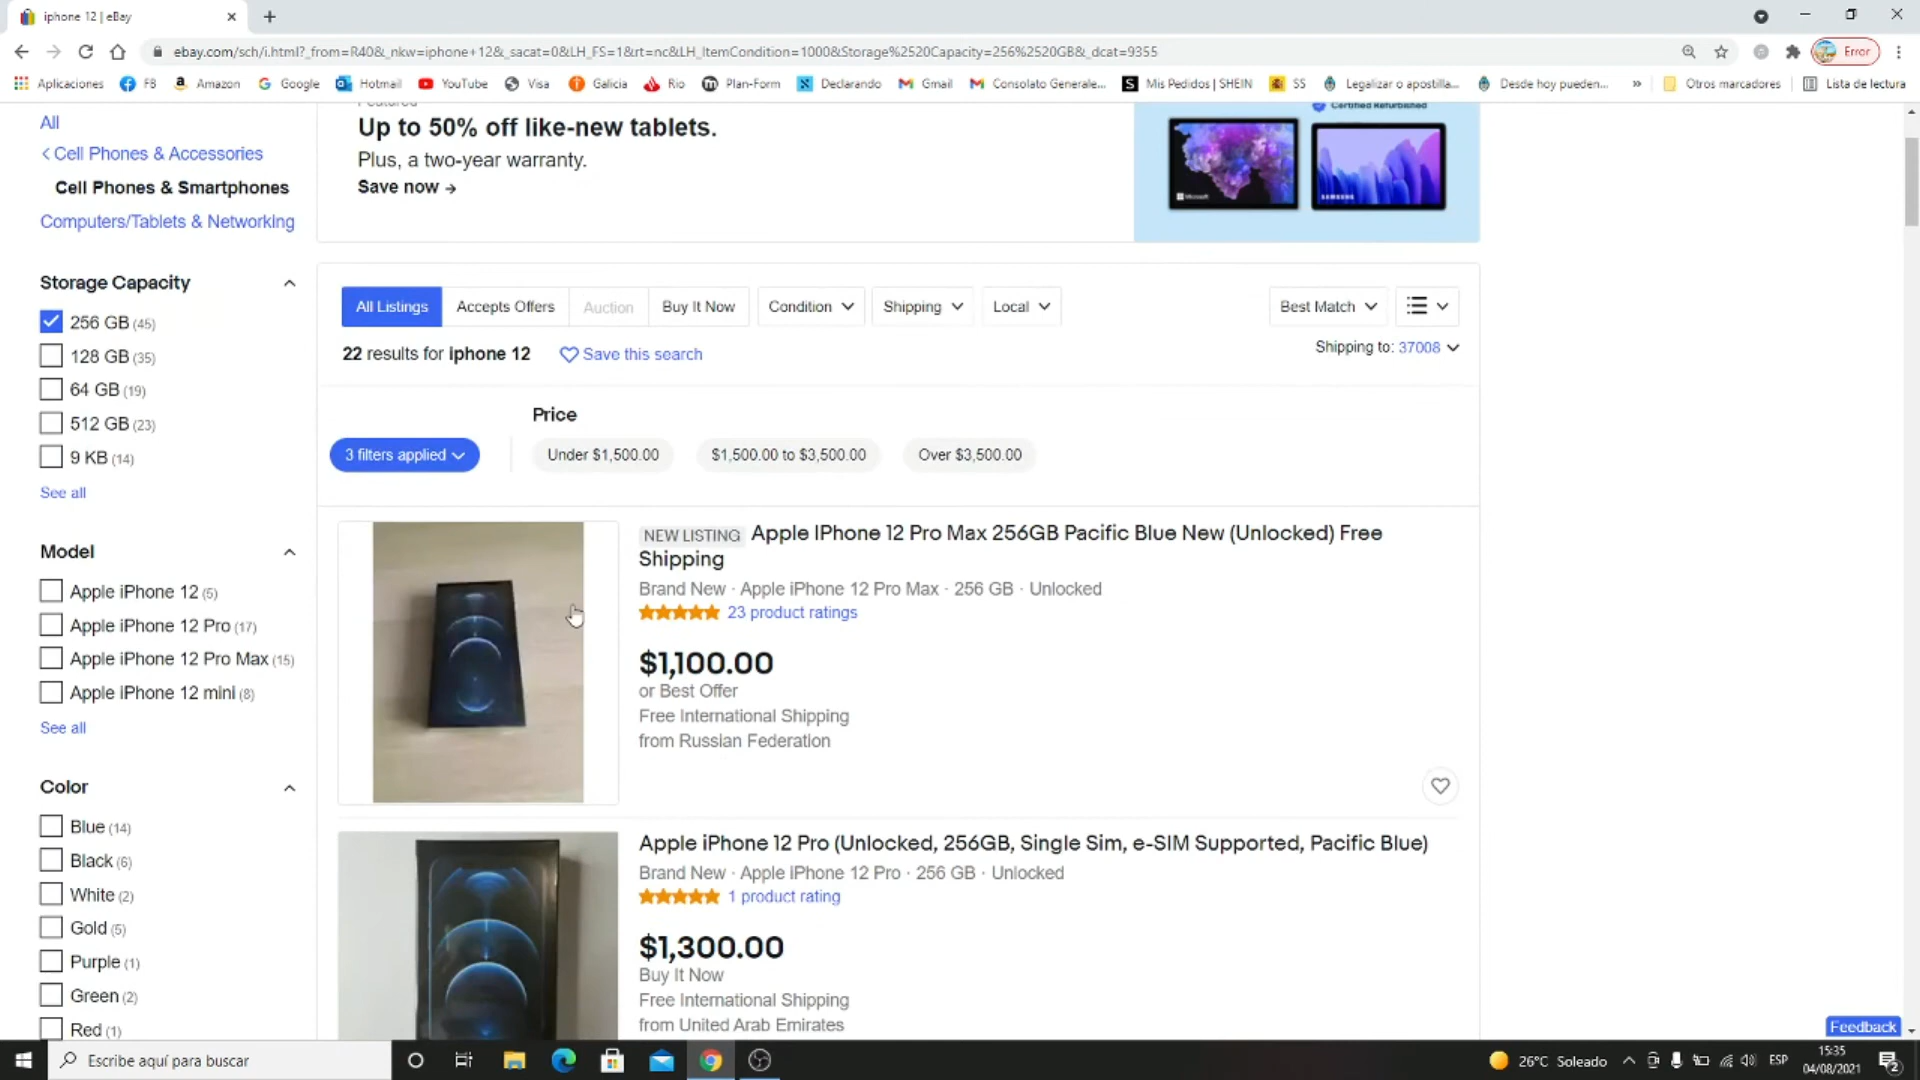 iphone 12 | eBay
ebay.com/sch/i.html?_from=R40&_nkw=iphone+12&_sacat=0&LH_FS=1&rt=nc&LH_ItemCondition=1000&Storage%2520Capacity=256%2520GB&_dcat=9355
Error
Aplicaciones FB Amazon Google Hotmail YouTube Visa Galicia Rio Plan-Form Declarando Gmail Consolato Generale... Mis Pedidos | SHEIN SS Legalizar o apostilla... Desde hoy pueden... » Otros marcadores Lista de lectura
Featured
Certified Refurbished
All
Up to 50% off like-new tablets.
< Cell Phones & Accessories
Plus, a two-year warranty.
Cell Phones & Smartphones
Save now →
Microsoft
SAMSUNG
Computers/Tablets & Networking
Storage Capacity
256 GB (45)
128 GB (35)
64 GB (19)
512 GB (23)
9 KB (14)
See all
Model
Apple iPhone 12 (5)
Apple iPhone 12 Pro (17)
Apple iPhone 12 Pro Max (15)
Apple iPhone 12 mini (8)
See all
Color
Blue (14)
Black (6)
White (2)
Gold (5)
Purple (1)
Green (2)
Red (1)
All Listings Accepts Offers Auction Buy It Now Condition Shipping Local Best Match
22 results for iphone 12 Save this search
Shipping to: 37008
Price
3 filters applied Under $1,500.00 $1,500.00 to $3,500.00 Over $3,500.00
NEW LISTING Apple IPhone 12 Pro Max 256GB Pacific Blue New (Unlocked) Free
Shipping
Brand New · Apple iPhone 12 Pro Max · 256 GB · Unlocked
23 product ratings
$1,100.00
or Best Offer
Free International Shipping
from Russian Federation
Apple iPhone 12 Pro (Unlocked, 256GB, Single Sim, e-SIM Supported, Pacific Blue)
Brand New · Apple iPhone 12 Pro · 256 GB · Unlocked
1 product rating
$1,300.00
Buy It Now
Free International Shipping
from United Arab Emirates
Feedback
Escribe aquí para buscar
26°C Soleado
ESP
15:35
04/08/2021
2